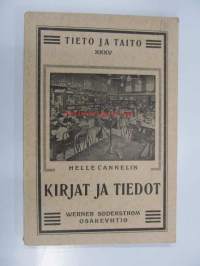 TIETO JA TAITO
XXXV
HELLE CANNELIN
KIRJAT JA TIEDOT
WERNER SÖDERSTRÖM
OSAKEYHTIÖ